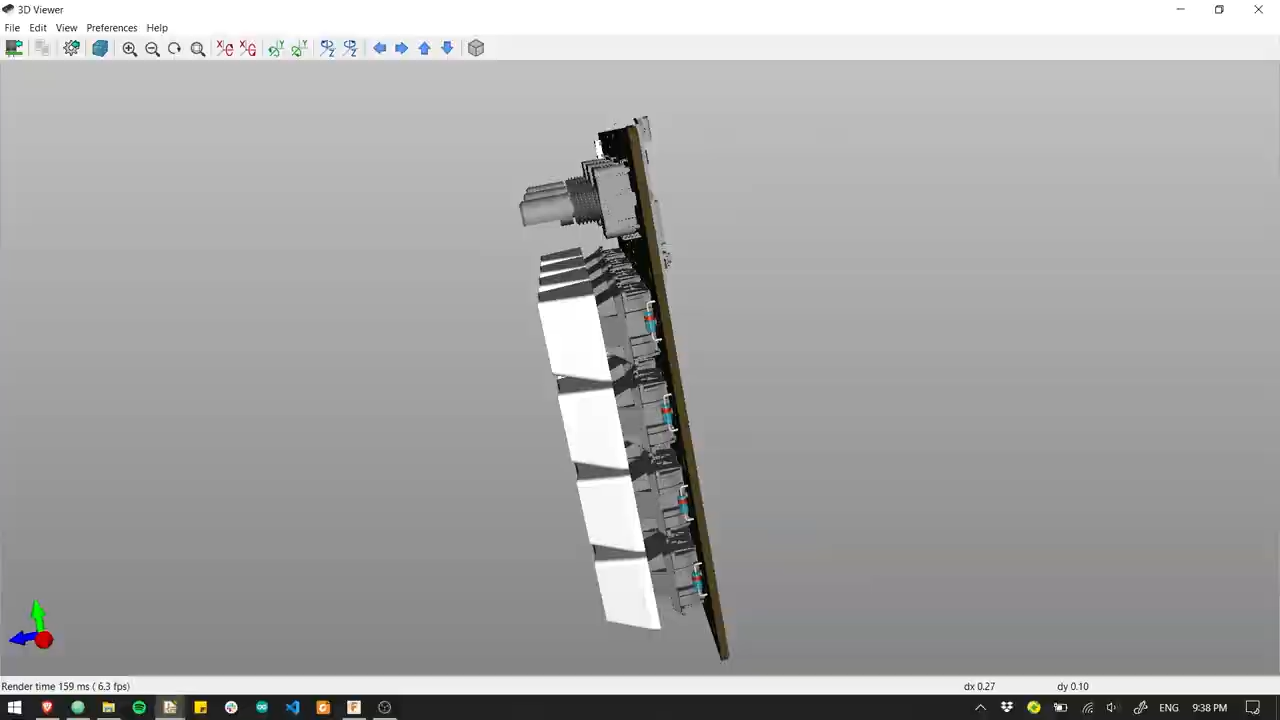 3D Viewer
File Edit View Preferences Help
Render time 159 ms ( 6.3 fps)
dx 0.27
dy 0.10
ENG
9:38 PM